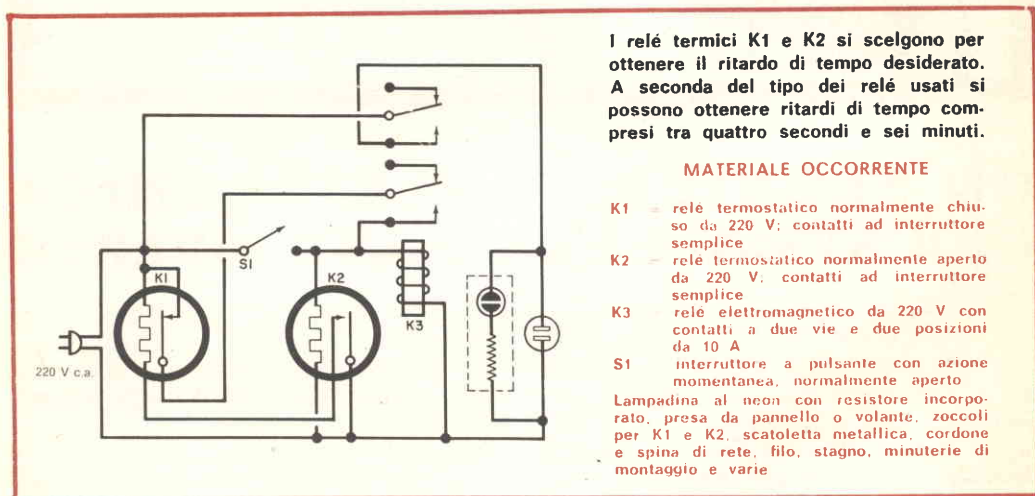 I relé termici K1 e K2 si scelgono per
ottenere il ritardo di tempo desiderato.
A seconda del tipo dei relé usati si
possono ottenere ritardi di tempo com-
presi tra quattro secondi e sei minuti.
MATERIALE OCCORRENTE
K1 = relé termostatico normalmente chiu-
so da 220 V; contatti ad interruttore
semplice
K2 = relé termostatico normalmente aperto
da 220 V; contatti ad interruttore
semplice
K3 relé elettromagnetico da 220 V con
contatti a due vie e due posizioni
da 10 A
S1 interruttore a pulsante con azione
momentanea, normalmente aperto
Lampadina al neon con resistore incorpo-
rato, presa da pannello o volante, zoccoli
per K1 e K2, scatoletta metallica, cordone
e spina di rete, filo, stagno, minuterie di
montaggio e varie
S1
K1
K2
K3
220 V c.a.